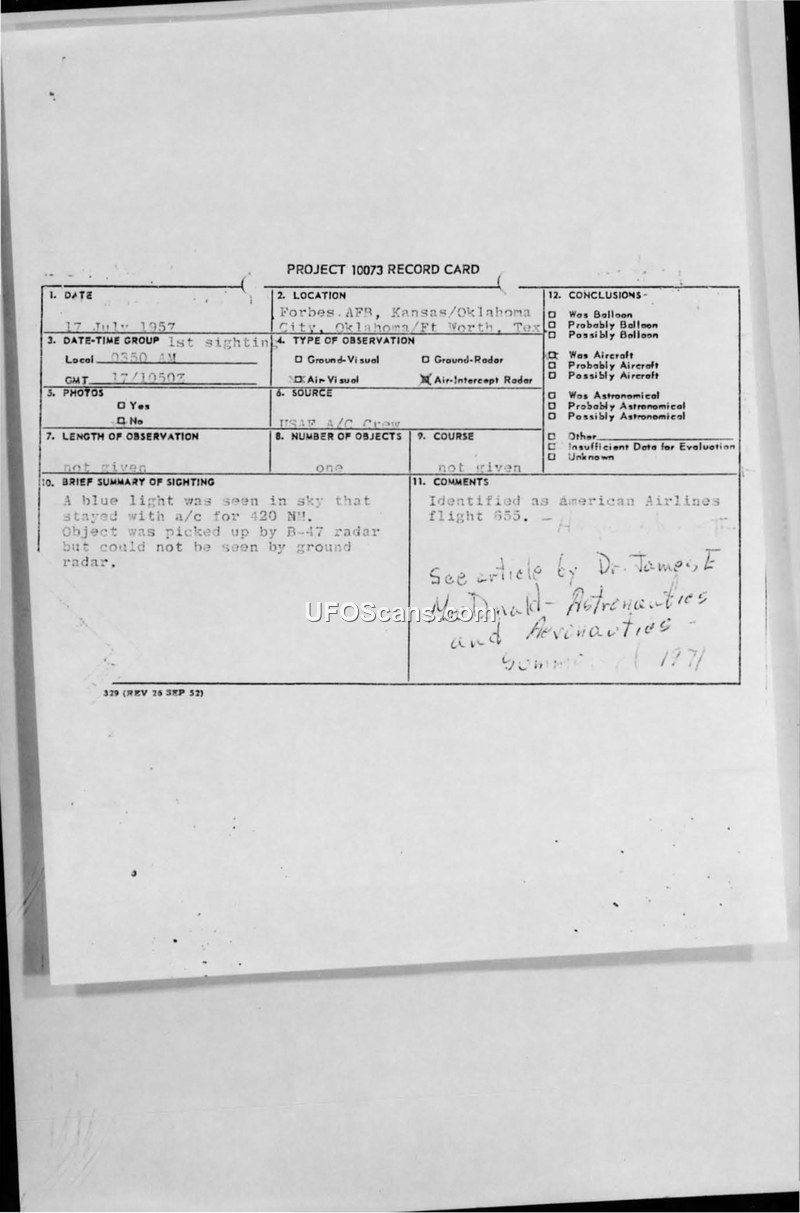 PROJECT 10073 RECORD CARD
1. DATE
17 July 1957
2. LOCATION
Forbes AFB, Kansas/Oklahoma
City, Oklahoma/Ft Worth, Tex
3. DATE-TIME GROUP 1st sighting
Local 0350 AM
GMT 17/1050Z
4. TYPE OF OBSERVATION
Ground-Visual Ground-Radar
Air-Visual Air-Intercept Radar
5. PHOTOS
Yes
No
6. SOURCE
USAF A/C Crew
7. LENGTH OF OBSERVATION
not given
8. NUMBER OF OBJECTS
one
9. COURSE
not given
10. BRIEF SUMMARY OF SIGHTING
A blue light was seen in sky that
stayed with a/c for 420 NM.
Object was picked up by B-47 radar
but could not be seen by ground
radar.
11. COMMENTS
Identified as American Airlines
flight 655.
See article by Dr. James E
McDonald - Astronautics
and Aeronautics -
1971
12. CONCLUSIONS
Was Balloon
Probably Balloon
Possibly Balloon
Was Aircraft
Probably Aircraft
Possibly Aircraft
Was Astronomical
Probably Astronomical
Possibly Astronomical
Other
Insufficient Data for Evaluation
Unknown
329 (REV 26 SEP 52)
UFOScans.com